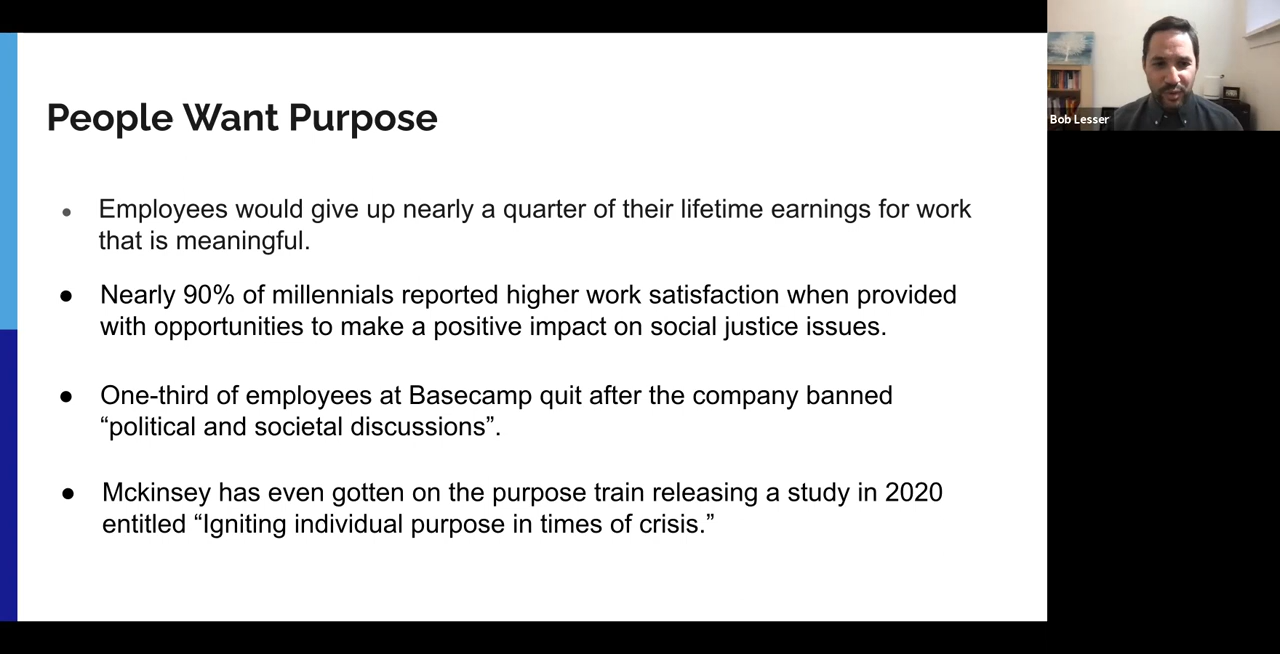 People Want Purpose
• Employees would give up nearly a quarter of their lifetime earnings for work
that is meaningful.
• Nearly 90% of millennials reported higher work satisfaction when provided
with opportunities to make a positive impact on social justice issues.
• One-third of employees at Basecamp quit after the company banned
“political and societal discussions”.
• Mckinsey has even gotten on the purpose train releasing a study in 2020
entitled “Igniting individual purpose in times of crisis.”
Bob Lesser